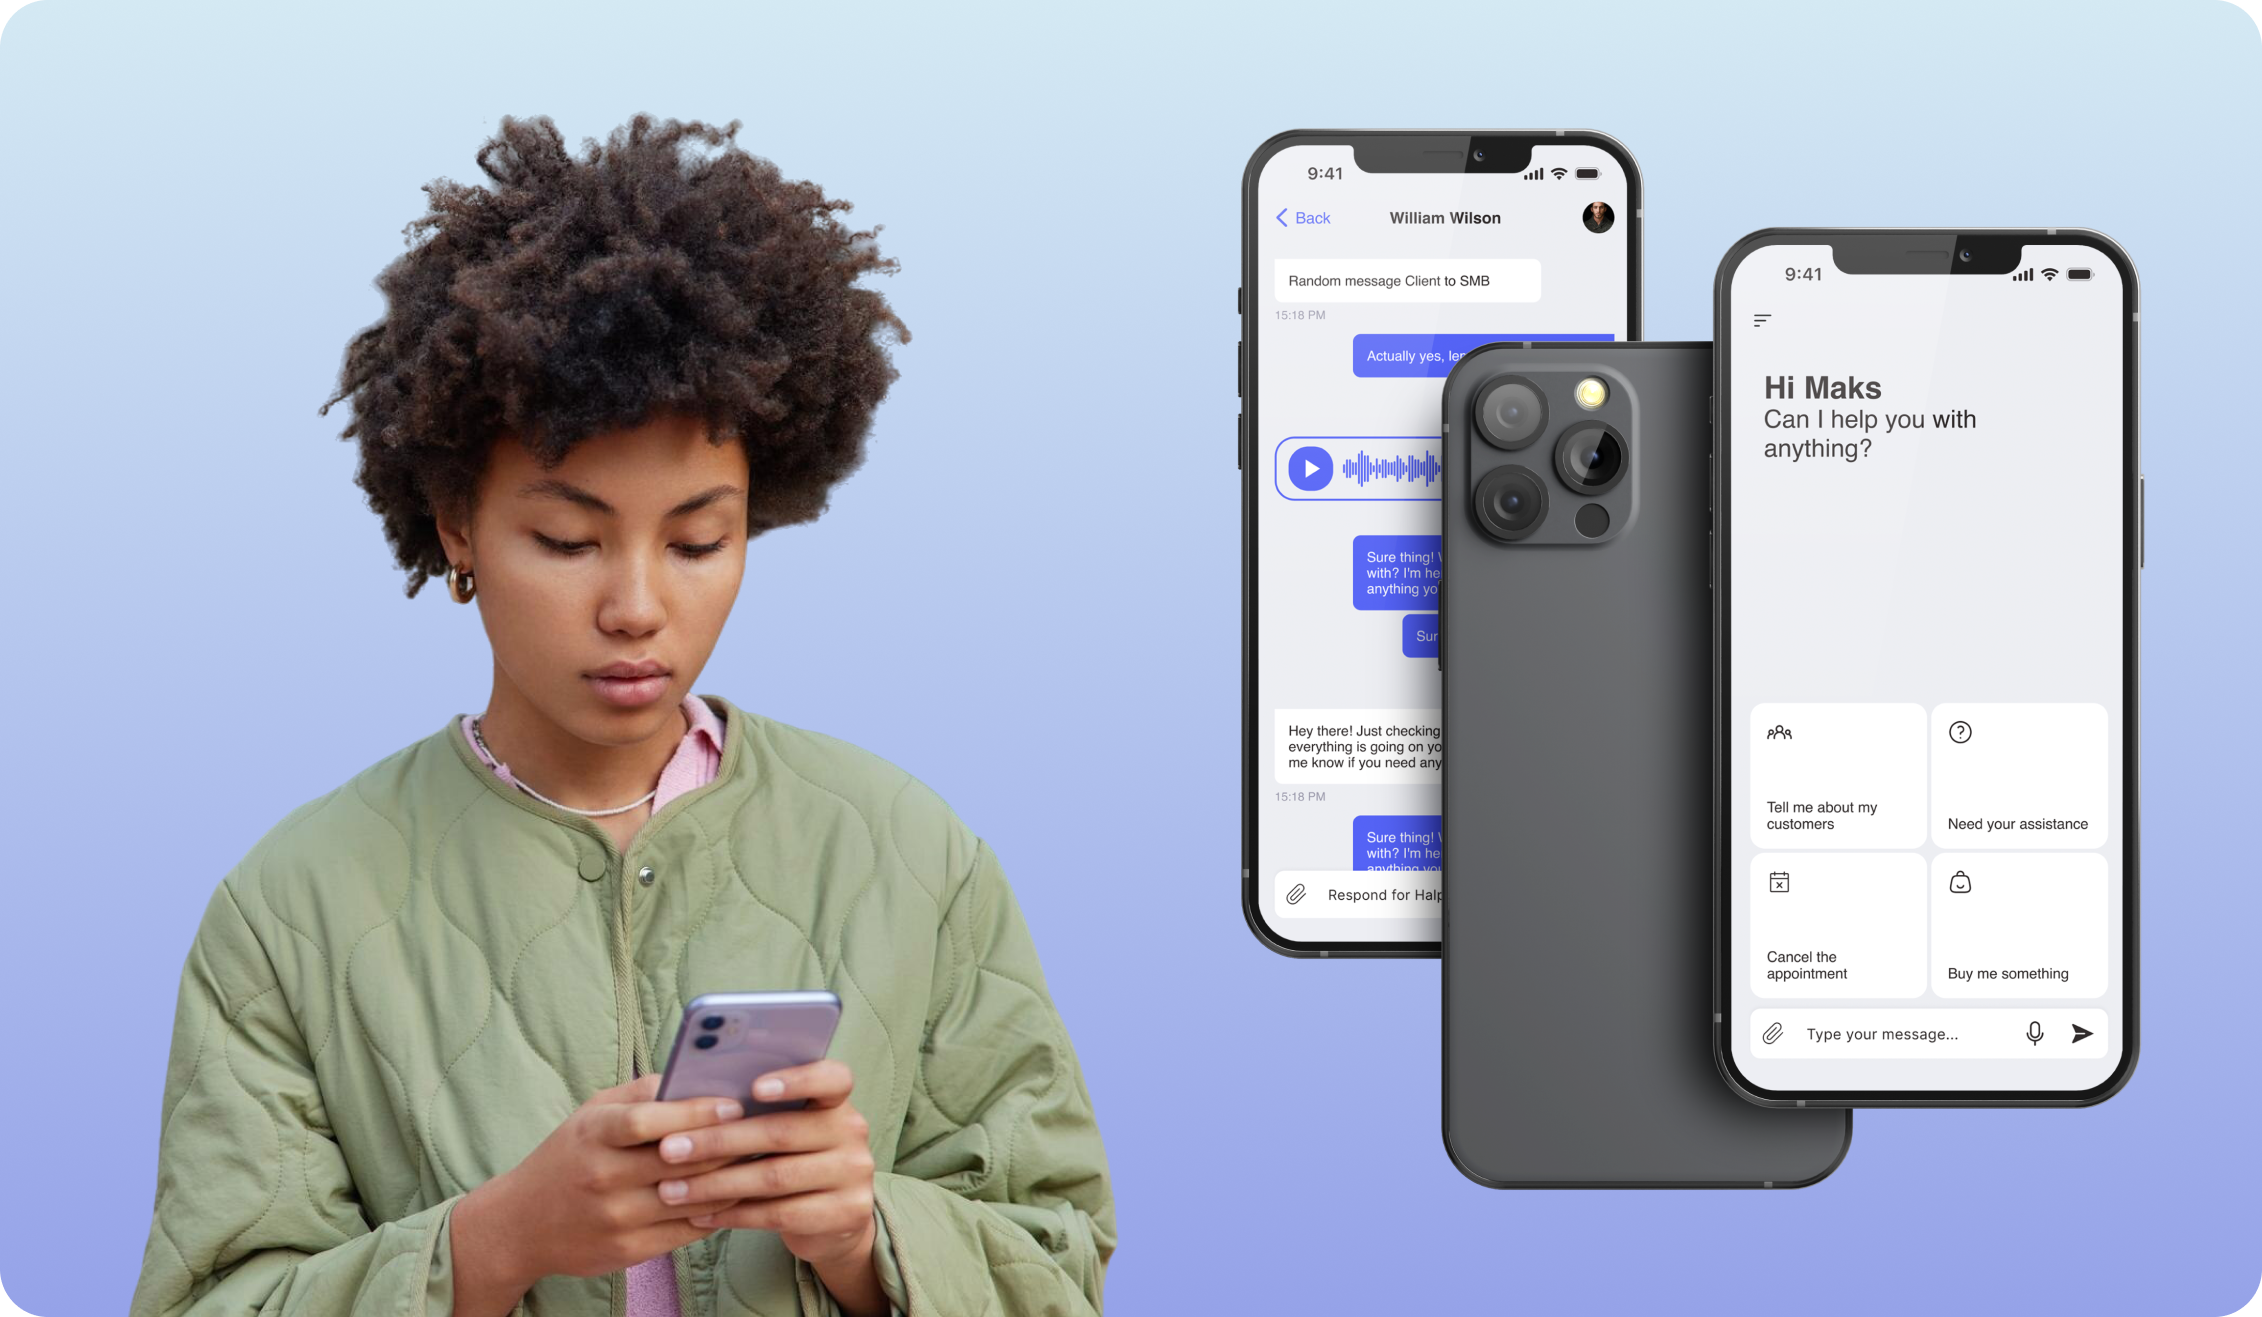 9:41
Back
William Wilson
Random message Client to SMB
15:18 PM
Actually yes,
Sure thing!
with? I'm
anything
Hey there! Just checking
everything is going on
me know if you need
15:18 PM
Sure thing!
with? I'm
anything
Respond for
9:41
Hi Maks
Can I help you with
anything?
Tell me about my
customers
Need your assistance
Cancel the
appointment
Buy me something
Type your message...